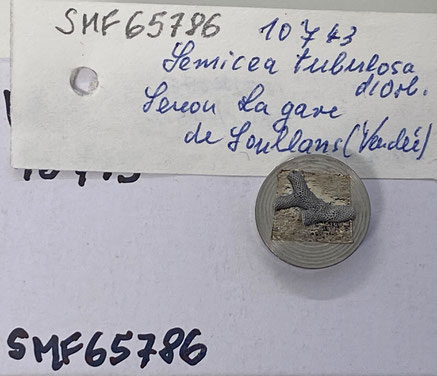 SMF65786 10743
Semicea tubulosa
d'Orb.
Senon La gare
de Soullans (Vendée)
SMF65786